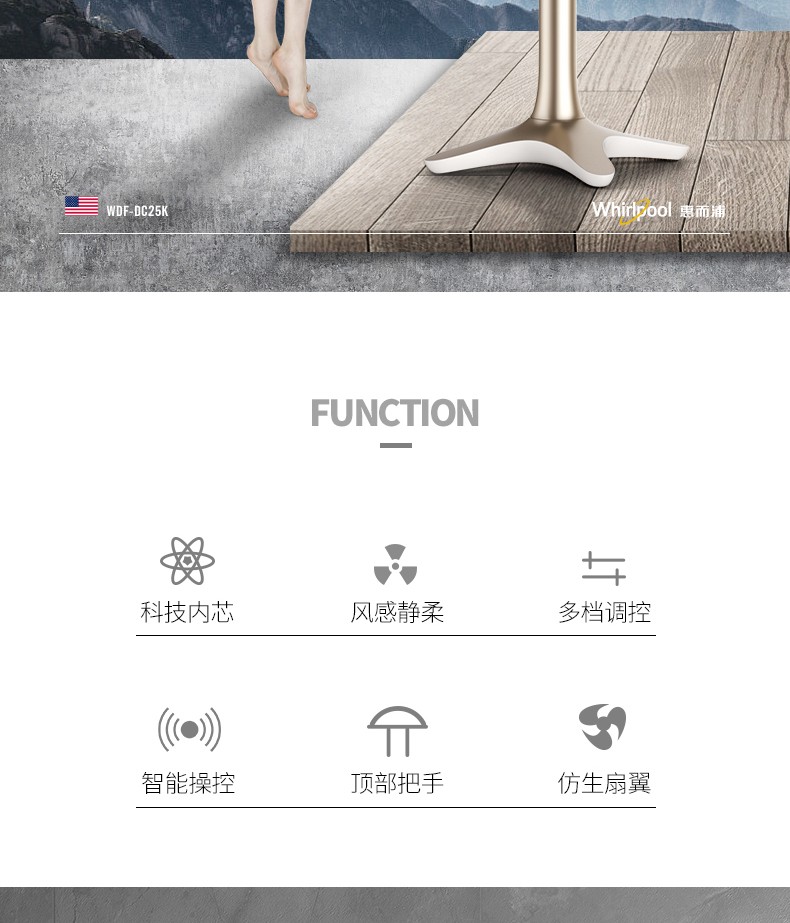 WDF-DC25K
Whirlpool 惠而浦
FUNCTION
科技内芯 风感静柔 多档调控
智能操控 顶部把手 仿生扇翼